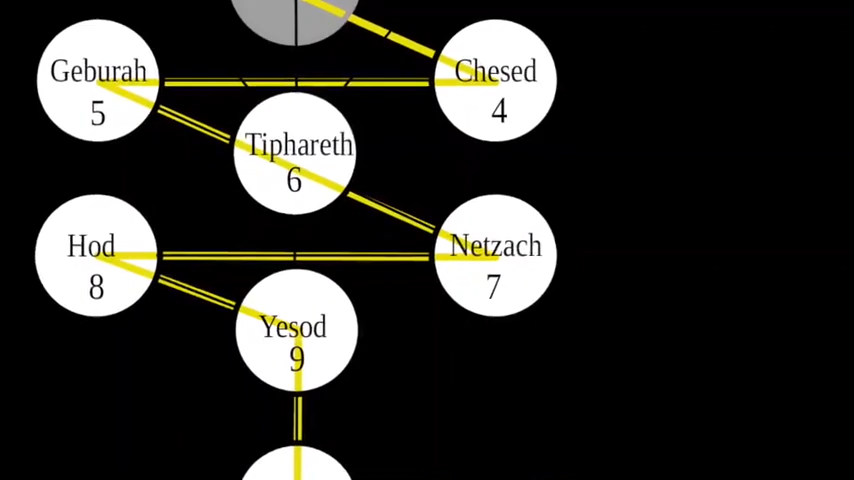 Geburah
5
Chesed
4
Tiphareth
6
Hod
8
Netzach
7
Yesod
9